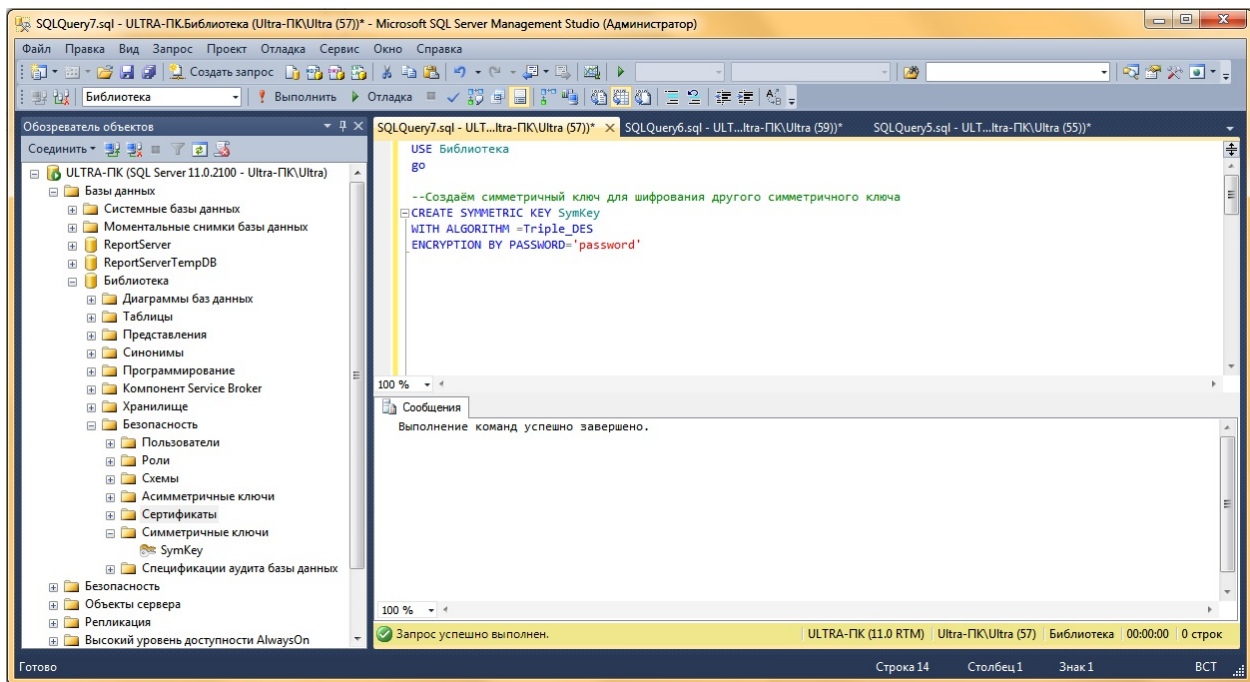 SQLQuery7.sql - ULTRA-ПК.Библиотека (Ultra-ПК\Ultra (57))* - Microsoft SQL Server Management Studio (Администратор)
Файл Правка Вид Запрос Проект Отладка Сервис Окно Справка
Создать запрос
Библиотека Выполнить Отладка
Обозреватель объектов
Соединить
ULTRA-ПК (SQL Server 11.0.2100 - Ultra-ПК\Ultra)
Базы данных
Системные базы данных
Моментальные снимки базы данных
ReportServer
ReportServerTempDB
Библиотека
Диаграммы баз данных
Таблицы
Представления
Синонимы
Программирование
Компонент Service Broker
Хранилище
Безопасность
Пользователи
Роли
Схемы
Асимметричные ключи
Сертификаты
Симметричные ключи
SymKey
Спецификации аудита базы данных
Безопасность
Объекты сервера
Репликация
Высокий уровень доступности AlwaysOn
SQLQuery7.sql - ULT...ltra-ПК\Ultra (57))* SQLQuery6.sql - ULT...ltra-ПК\Ultra (59))* SQLQuery5.sql - ULT...ltra-ПК\Ultra (55))*
USE Библиотека
go
--Создаём симметричный ключ для шифрования другого симметричного ключа
CREATE SYMMETRIC KEY SymKey
WITH ALGORITHM =Triple_DES
ENCRYPTION BY PASSWORD='password'
100 %
Сообщения
Выполнение команд успешно завершено.
100 %
Запрос успешно выполнен. ULTRA-ПК (11.0 RTM) Ultra-ПК\Ultra (57) Библиотека 00:00:00 0 строк
Готово Строка 14 Столбец 1 Знак 1 ВСТ